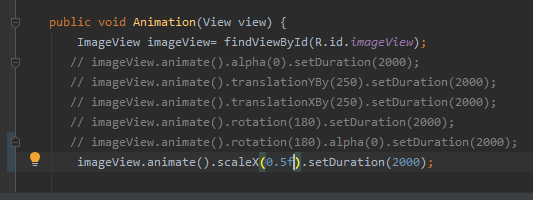 public void Animation(View view) {
ImageView imageView= findViewById(R.id.imageView);
// imageView.animate().alpha(0).setDuration(2000);
// imageView.animate().translationYBy(250).setDuration(2000);
// imageView.animate().translationXBy(250).setDuration(2000);
// imageView.animate().rotation(180).setDuration(2000);
// imageView.animate().rotation(180).alpha(0).setDuration(2000);
imageView.animate().scaleX(0.5f).setDuration(2000);